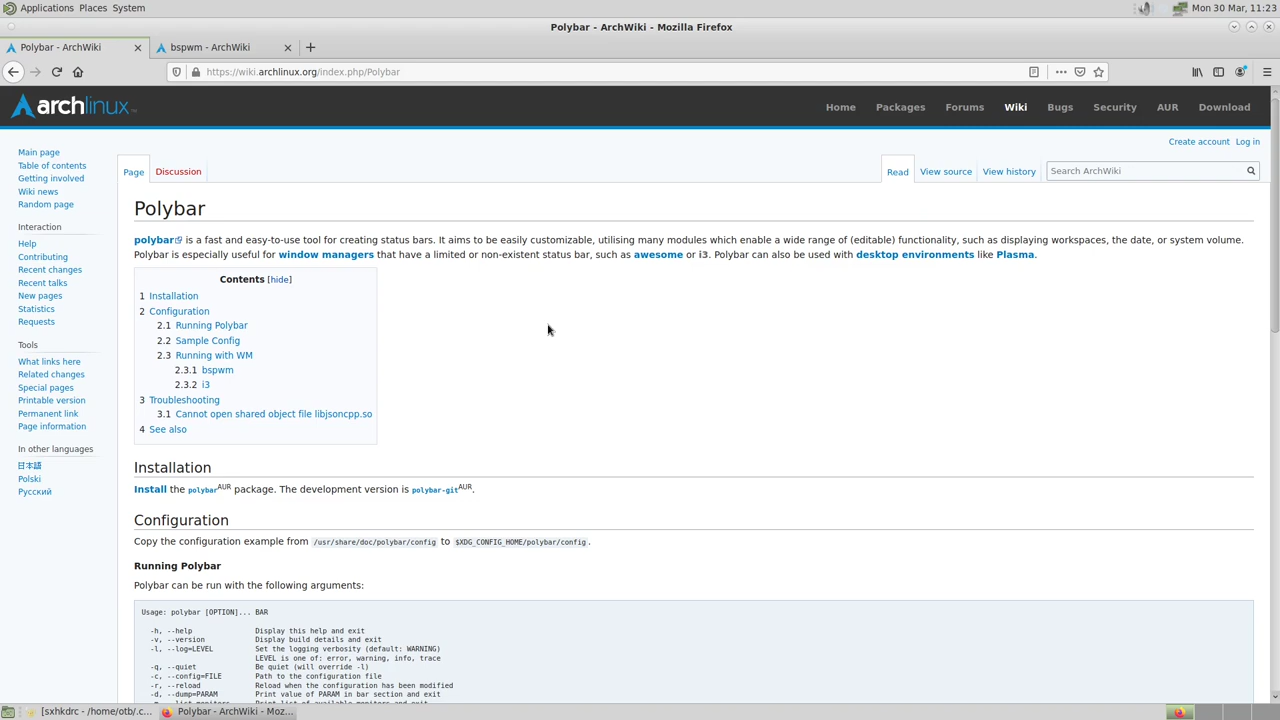 Applications Places System
Mon 30 Mar, 11:23
Polybar - ArchWiki - Mozilla Firefox
Polybar - ArchWiki
bspwm - ArchWiki
https://wiki.archlinux.org/index.php/Polybar
archlinux
Home Packages Forums Wiki Bugs Security AUR Download
Create account Log in
Main page
Table of contents
Getting involved
Wiki news
Random page
Interaction
Help
Contributing
Recent changes
Recent talks
New pages
Statistics
Requests
Tools
What links here
Related changes
Special pages
Printable version
Permanent link
Page information
In other languages
日本語
Polski
Русский
Page Discussion
Read View source View history Search ArchWiki
Polybar
polybar is a fast and easy-to-use tool for creating status bars. It aims to be easily customizable, utilising many modules which enable a wide range of (editable) functionality, such as displaying workspaces, the date, or system volume.
Polybar is especially useful for window managers that have a limited or non-existent status bar, such as awesome or i3. Polybar can also be used with desktop environments like Plasma.
Contents [hide]
1 Installation
2 Configuration
2.1 Running Polybar
2.2 Sample Config
2.3 Running with WM
2.3.1 bspwm
2.3.2 i3
3 Troubleshooting
3.1 Cannot open shared object file libjsoncpp.so
4 See also
Installation
Install the polybarAUR package. The development version is polybar-gitAUR.
Configuration
Copy the configuration example from /usr/share/doc/polybar/config to $XDG_CONFIG_HOME/polybar/config.
Running Polybar
Polybar can be run with the following arguments:
Usage: polybar [OPTION]... BAR
-h, --help Display this help and exit
-v, --version Display build details and exit
-l, --log=LEVEL Set the logging verbosity (default: WARNING)
LEVEL is one of: error, warning, info, trace
-q, --quiet Be quiet (will override -l)
-c, --config=FILE Path to the configuration file
-r, --reload Reload when the configuration has been modified
-d, --dump=PARAM Print value of PARAM in bar section and exit
[sxhkdrc - /home/otb/.c...
Polybar - ArchWiki - Moz...